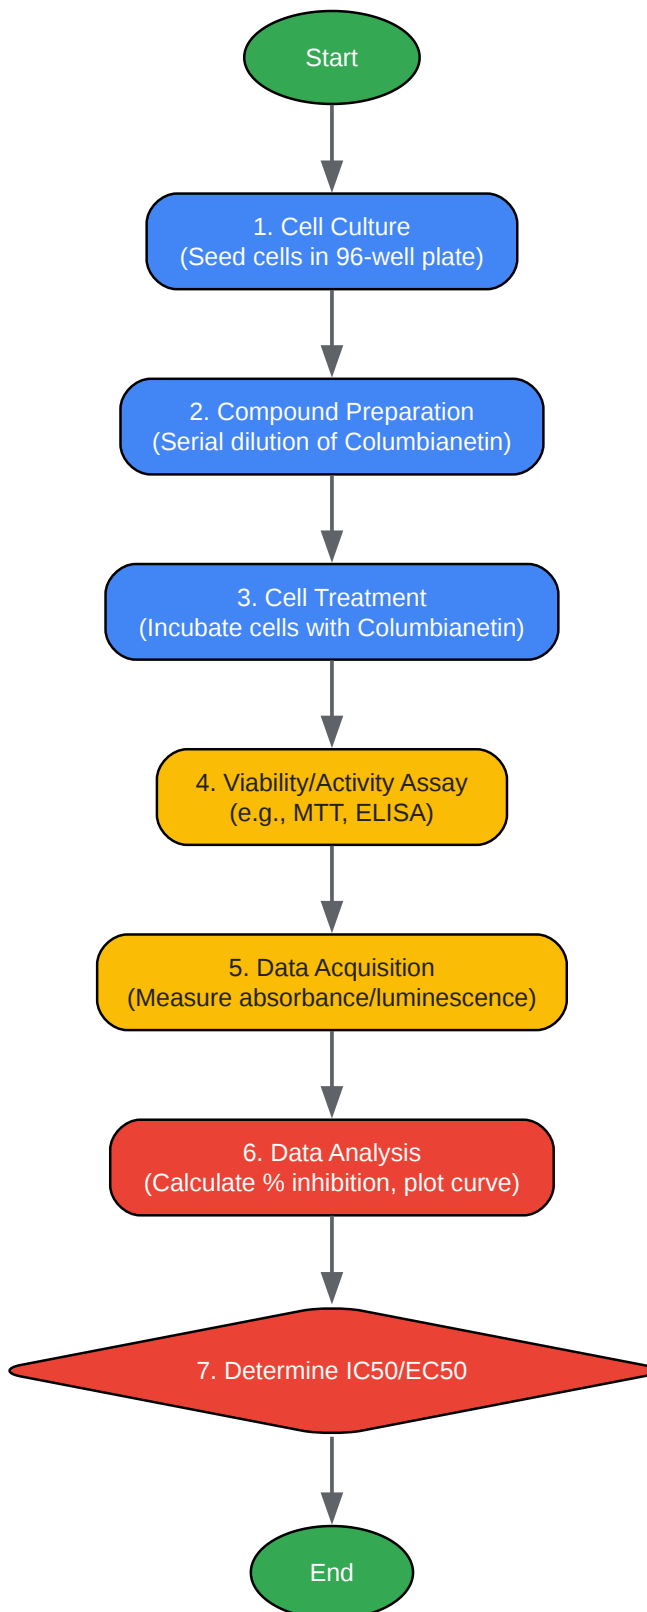 Start
1. Cell Culture
(Seed cells in 96-well plate)
2. Compound Preparation
(Serial dilution of Columbianetin)
3. Cell Treatment
(Incubate cells with Columbianetin)
4. Viability/Activity Assay
(e.g., MTT, ELISA)
5. Data Acquisition
(Measure absorbance/luminescence)
6. Data Analysis
(Calculate % inhibition, plot curve)
7. Determine IC50/EC50
End